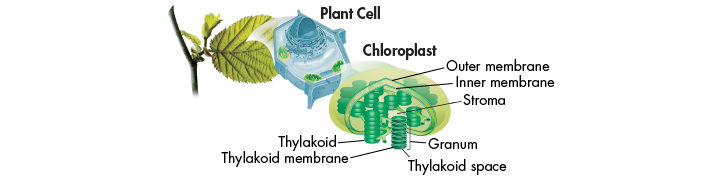 Plant Cell
Chloroplast
Outer membrane
Inner membrane
Stroma
Thylakoid
Granum
Thylakoid membrane
Thylakoid space